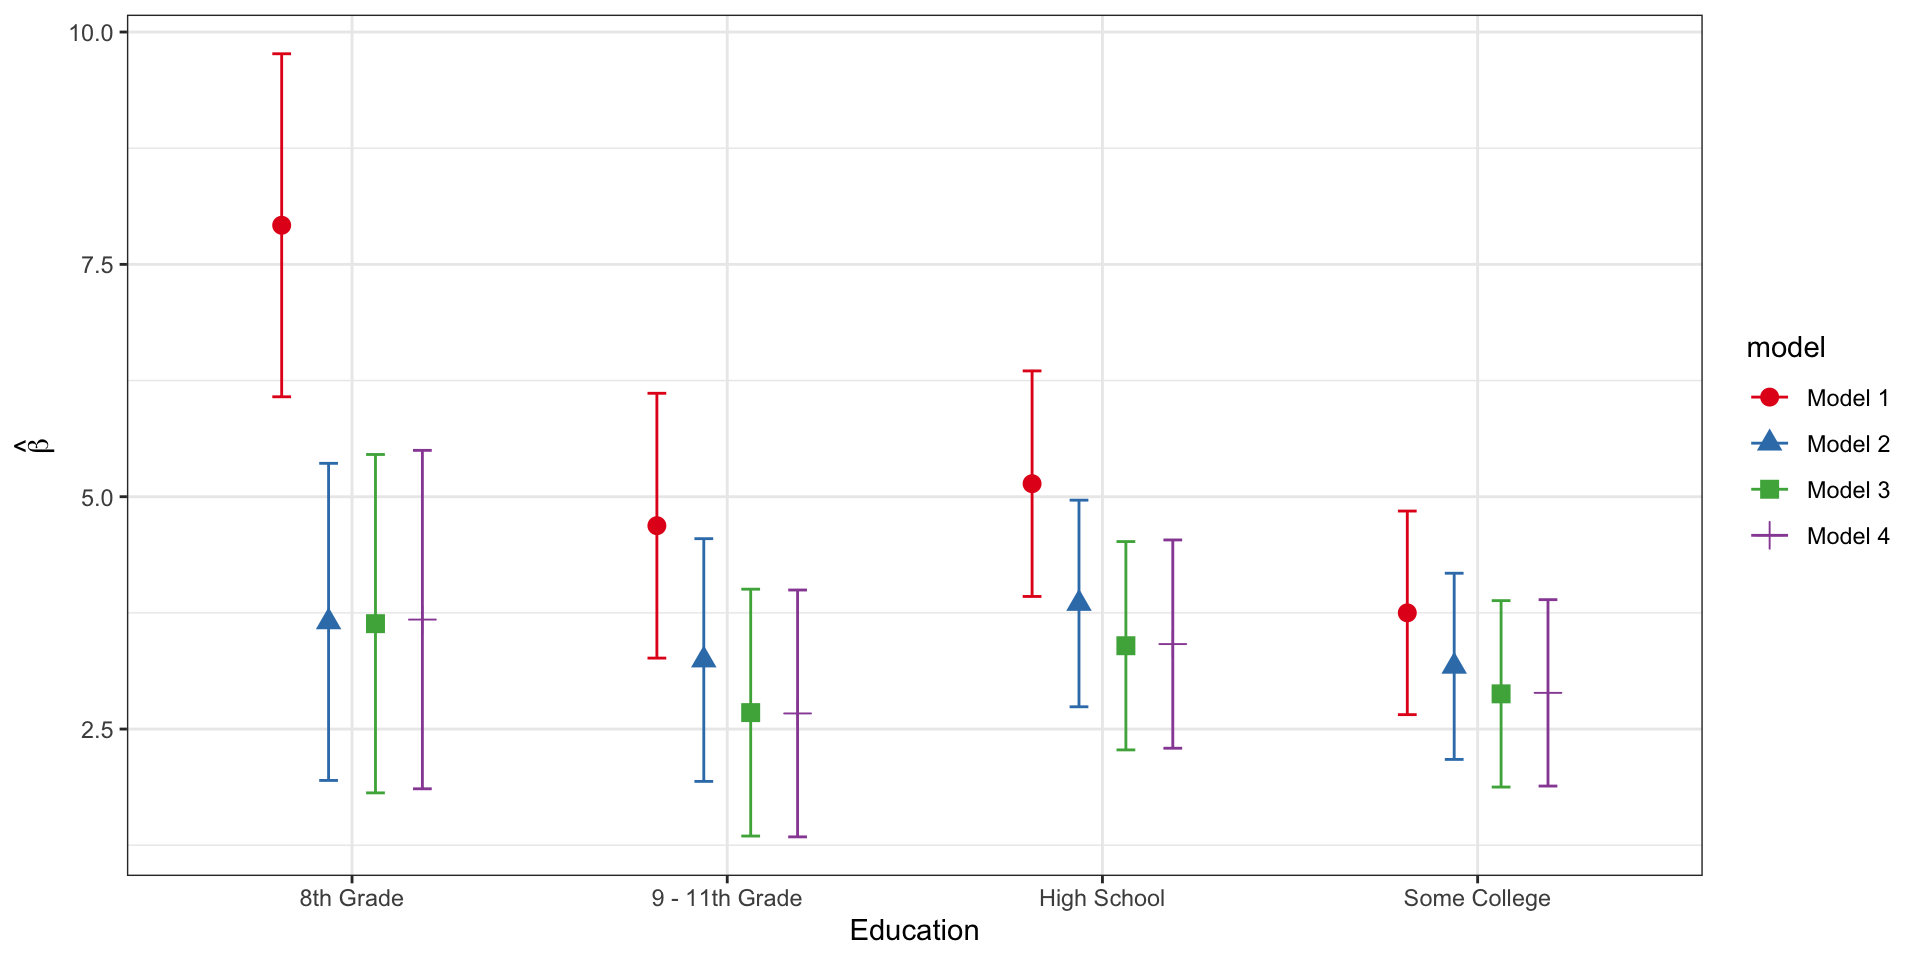 10.0
7.5
5.0
2.5
β̂
8th Grade
9 - 11th Grade
High School
Some College
Education
model
Model 1
Model 2
Model 3
Model 4